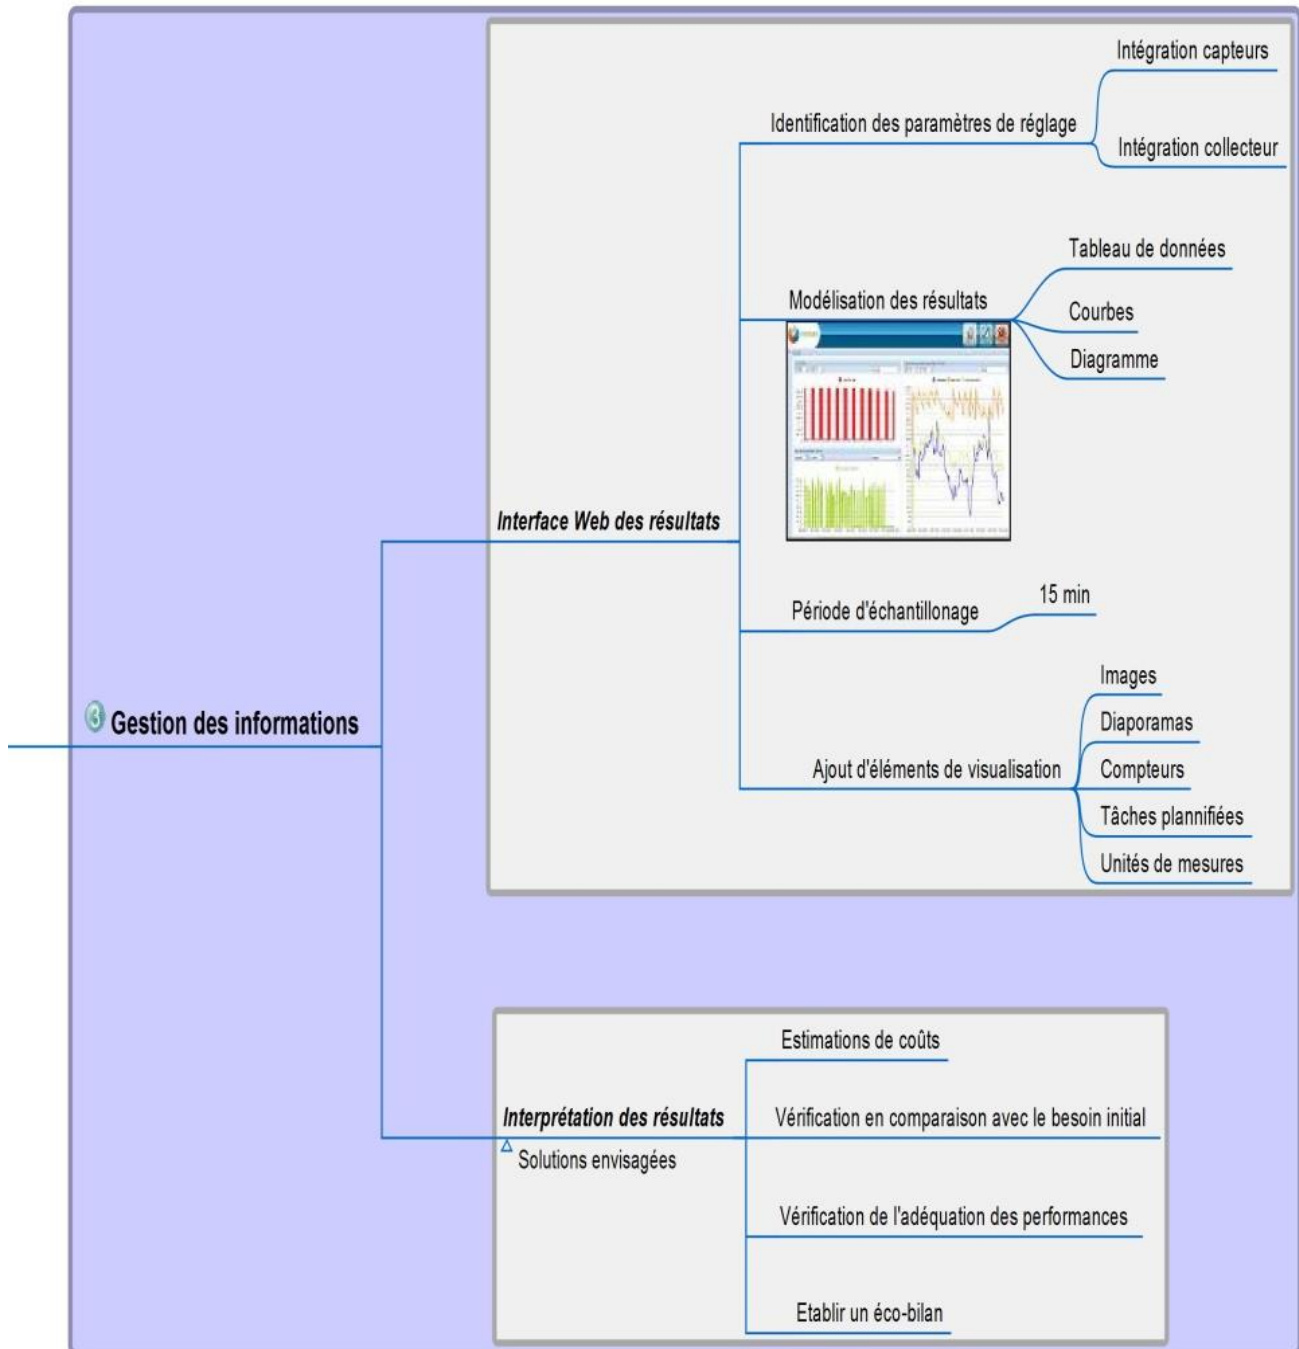 Intégration capteurs
Identification des paramètres de réglage
Intégration collecteur
Tableau de données
Modélisation des résultats
Courbes
Diagramme
Interface Web des résultats
Période d'échantillonage
15 min
Images
3 Gestion des informations
Diaporamas
Ajout d'éléments de visualisation
Compteurs
Tâches plannifiées
Unités de mesures
Estimations de coûts
Interprétation des résultats
Vérification en comparaison avec le besoin initial
Solutions envisagées
Vérification de l'adéquation des performances
Etablir un éco-bilan